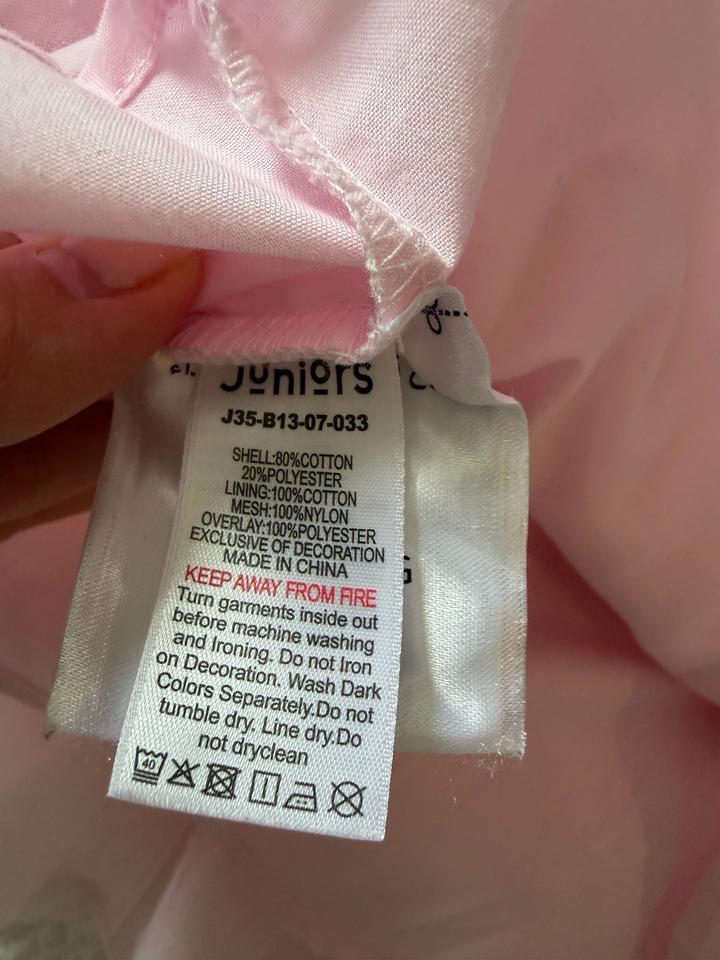 Juniors
J35-B13-07-033
SHELL:80%COTTON
20%POLYESTER
LINING:100%COTTON
MESH:100%NYLON
OVERLAY:100%POLYESTER
EXCLUSIVE OF DECORATION
MADE IN CHINA
KEEP AWAY FROM FIRE
Turn garments inside out
before machine washing
and Ironing. Do not Iron
on Decoration. Wash Dark
Colors Separately.Do not
tumble dry. Line dry.Do
not dryclean
40
G